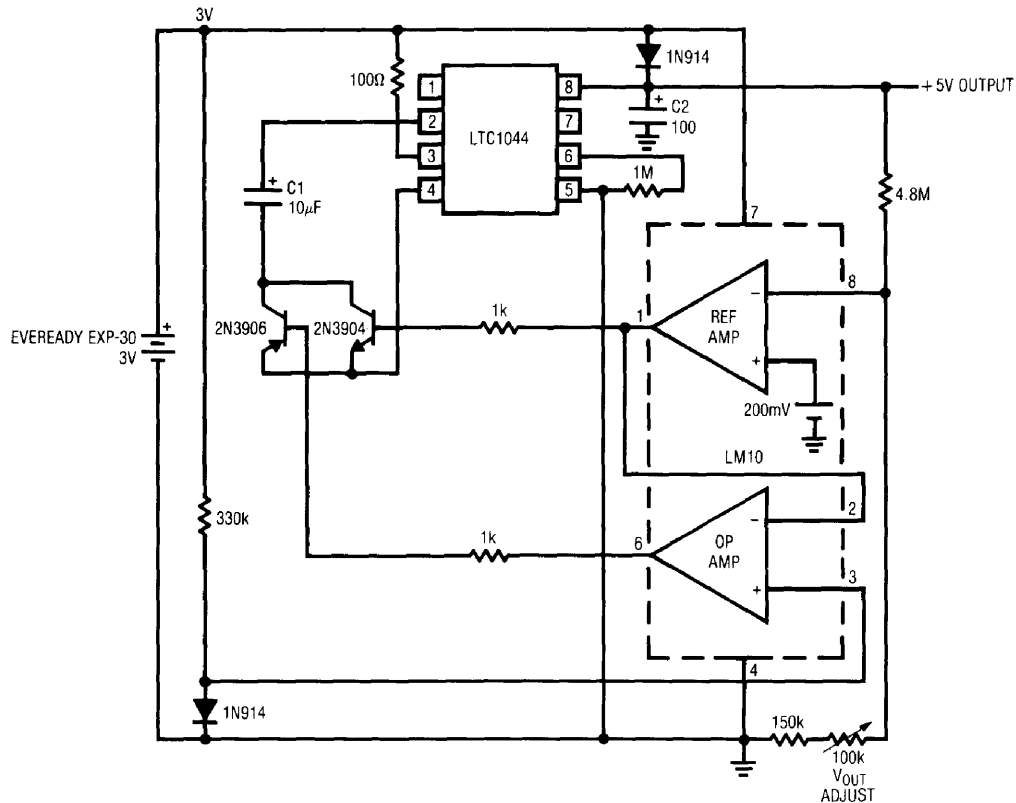 3V
1N914
100Ω
1
8
+5V OUTPUT
+
C2
100
2
LTC1044
7
3
6
1M
4
5
+
C1
10μF
4.8M
7
8
−
2N3906
2N3904
1k
1
REF
AMP
+
EVEREADY EXP-30
3V
+
200mV
LM10
330k
1k
6
2
−
OP
AMP
3
+
4
1N914
150k
100k
VOUT
ADJUST